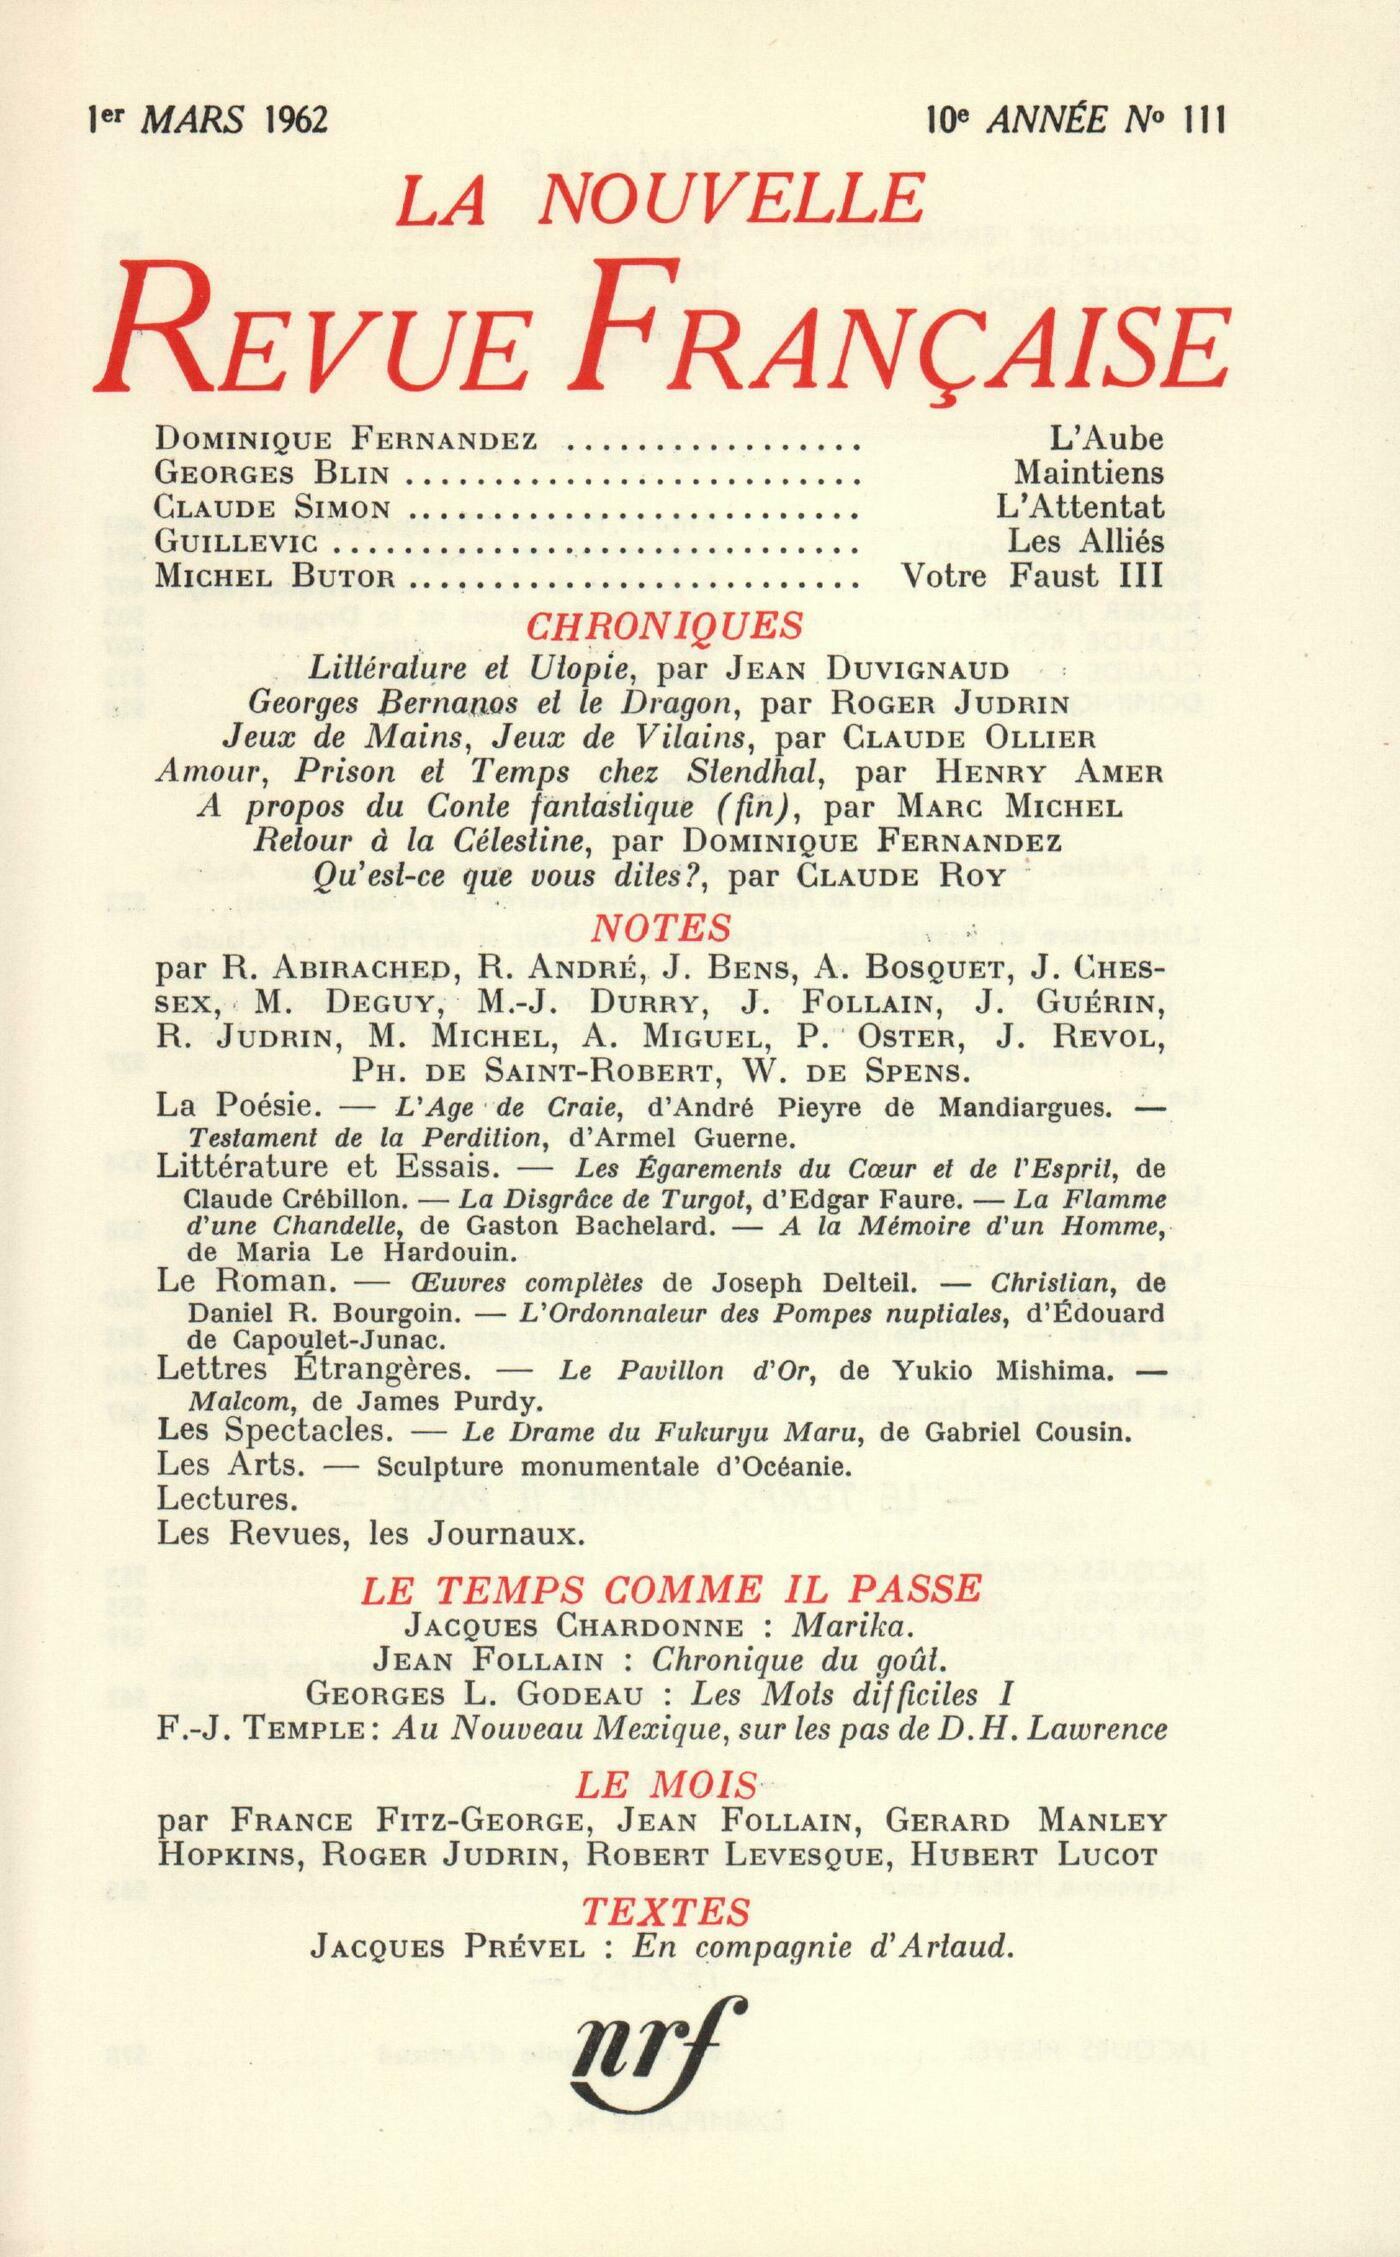 1er MARS 1962
10e ANNÉE No 111
LA NOUVELLE
REVUE FRANÇAISE
DOMINIQUE FERNANDEZ ................. L'Aube
GEORGES BLIN .......................... Maintiens
CLAUDE SIMON .......................... L'Attentat
GUILLEVIC .............................. Les Alliés
MICHEL BUTOR .......................... Votre Faust III
CHRONIQUES
Littérature et Utopie, par JEAN DUVIGNAUD
Georges Bernanos et le Dragon, par ROGER JUDRIN
Jeux de Mains, Jeux de Vilains, par CLAUDE OLLIER
Amour, Prison et Temps chez Stendhal, par HENRY AMER
A propos du Conte fantastique (fin), par MARC MICHEL
Retour à la Célestine, par DOMINIQUE FERNANDEZ
Qu'est-ce que vous dites?, par CLAUDE ROY
NOTES
par R. ABIRACHED, R. ANDRÉ, J. BENS, A. BOSQUET, J. CHES-
SEX, M. DEGUY, M.-J. DURRY, J. FOLLAIN, J. GUÉRIN,
R. JUDRIN, M. MICHEL, A. MIGUEL, P. OSTER, J. REVOL,
PH. DE SAINT-ROBERT, W. DE SPENS.
La Poésie. — L'Age de Craie, d'André Pieyre de Mandiargues. —
Testament de la Perdition, d'Armel Guerne.
Littérature et Essais. — Les Égarements du Cœur et de l'Esprit, de
Claude Crébillon. — La Disgrâce de Turgot, d'Edgar Faure. — La Flamme
d'une Chandelle, de Gaston Bachelard. — A la Mémoire d'un Homme,
de Maria Le Hardouin.
Le Roman. — Œuvres complètes de Joseph Delteil. — Christian, de
Daniel R. Bourgoin. — L'Ordonnateur des Pompes nuptiales, d'Édouard
de Capoulet-Junac.
Lettres Étrangères. — Le Pavillon d'Or, de Yukio Mishima. —
Malcom, de James Purdy.
Les Spectacles. — Le Drame du Fukuryu Maru, de Gabriel Cousin.
Les Arts. — Sculpture monumentale d'Océanie.
Lectures.
Les Revues, les Journaux.
LE TEMPS COMME IL PASSE
JACQUES CHARDONNE : Marika.
JEAN FOLLAIN : Chronique du goût.
GEORGES L. GODEAU : Les Mots difficiles I
F.-J. TEMPLE : Au Nouveau Mexique, sur les pas de D.H. Lawrence
LE MOIS
par FRANCE FITZ-GEORGE, JEAN FOLLAIN, GERARD MANLEY
HOPKINS, ROGER JUDRIN, ROBERT LEVESQUE, HUBERT LUCOT
TEXTES
JACQUES PRÉVEL : En compagnie d'Artaud.
nrf